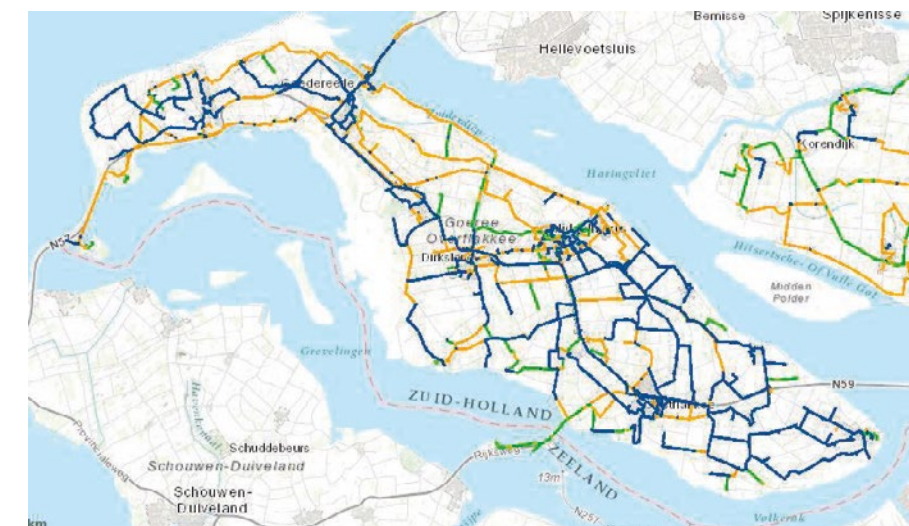 Bernisse
Spijkenisse
Hellevoetsluis
Goedereede
Korendijk
Haringvliet
Goeree
Overflakkee
Dirksland
Hitsertsche- Of Vuile Gat
Midden
Polder
N57
Grevelingen
N59
ZUID-HOLLAND
ZEELAND
Schuddebeurs
Schouwen-Duiveland
Provincialeweg
Rijksweg
13m
Schouwen-
Duiveland
N257
Volkerak
km